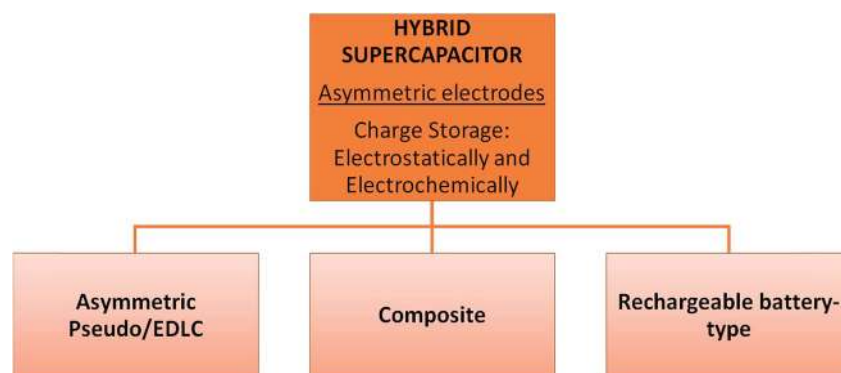 HYBRID
SUPERCAPACITOR
Asymmetric electrodes
Charge Storage:
Electrostatically and
Electrochemically
Asymmetric
Pseudo/EDLC
Composite
Rechargeable battery-
type